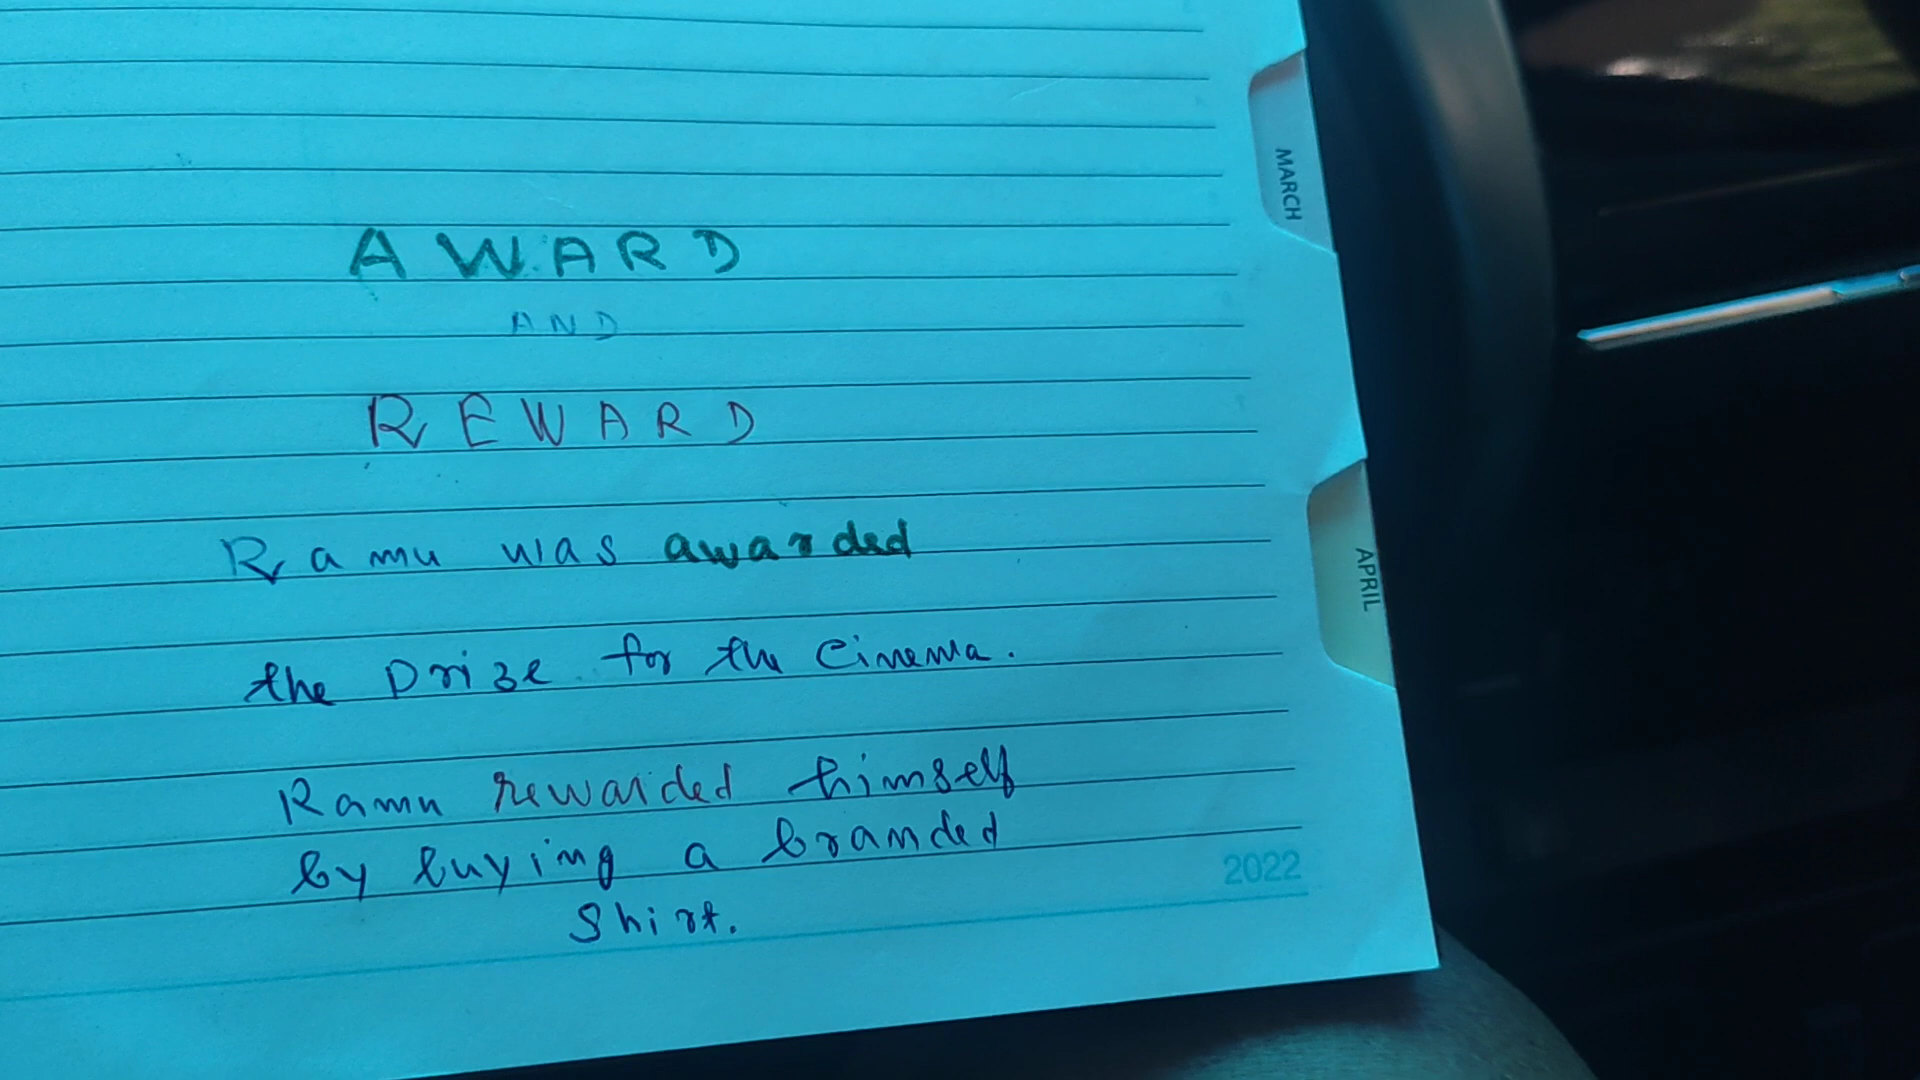 MARCH
AWARD
AND
REWARD
Ramu was awarded
the Prize for the Cinema.
Ramu rewarded himself
by buying a branded
Shirt.
APRIL
2022